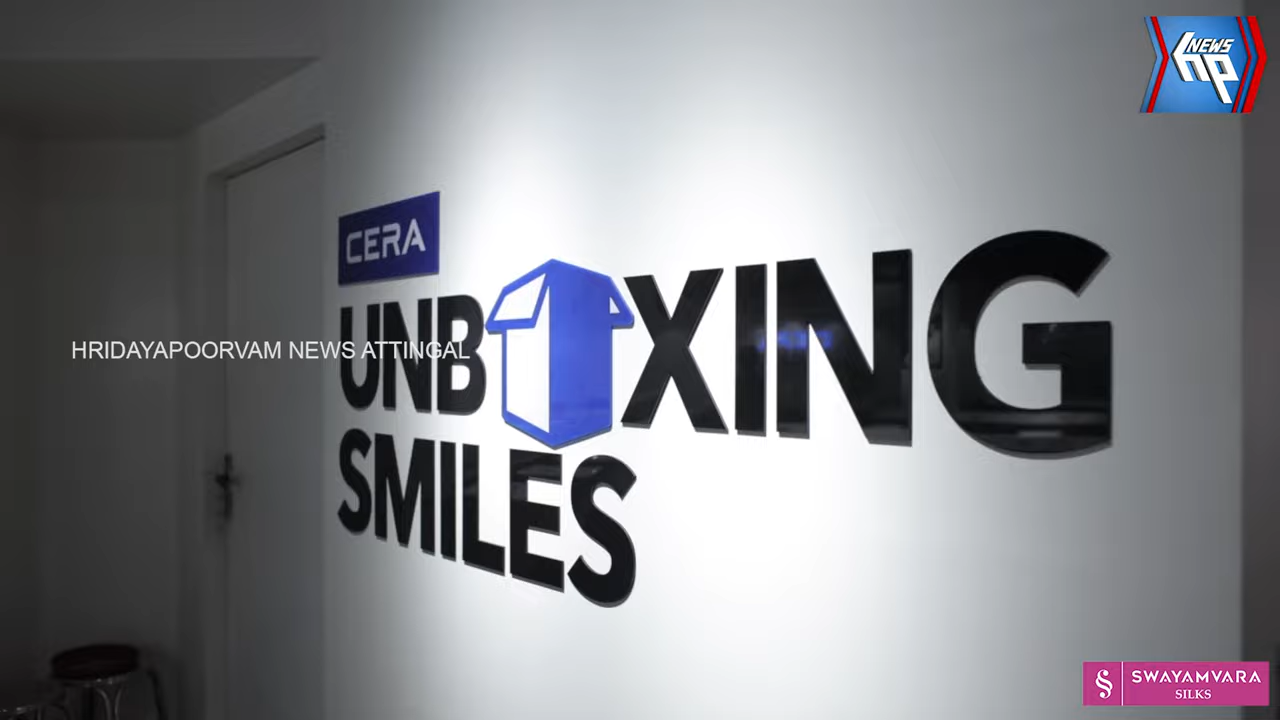 NEWS
hp
CERA
UNBOXING
HRIDAYAPOORVAM NEWS ATTINGAL
SMILES
SWAYAMVARA
SILKS